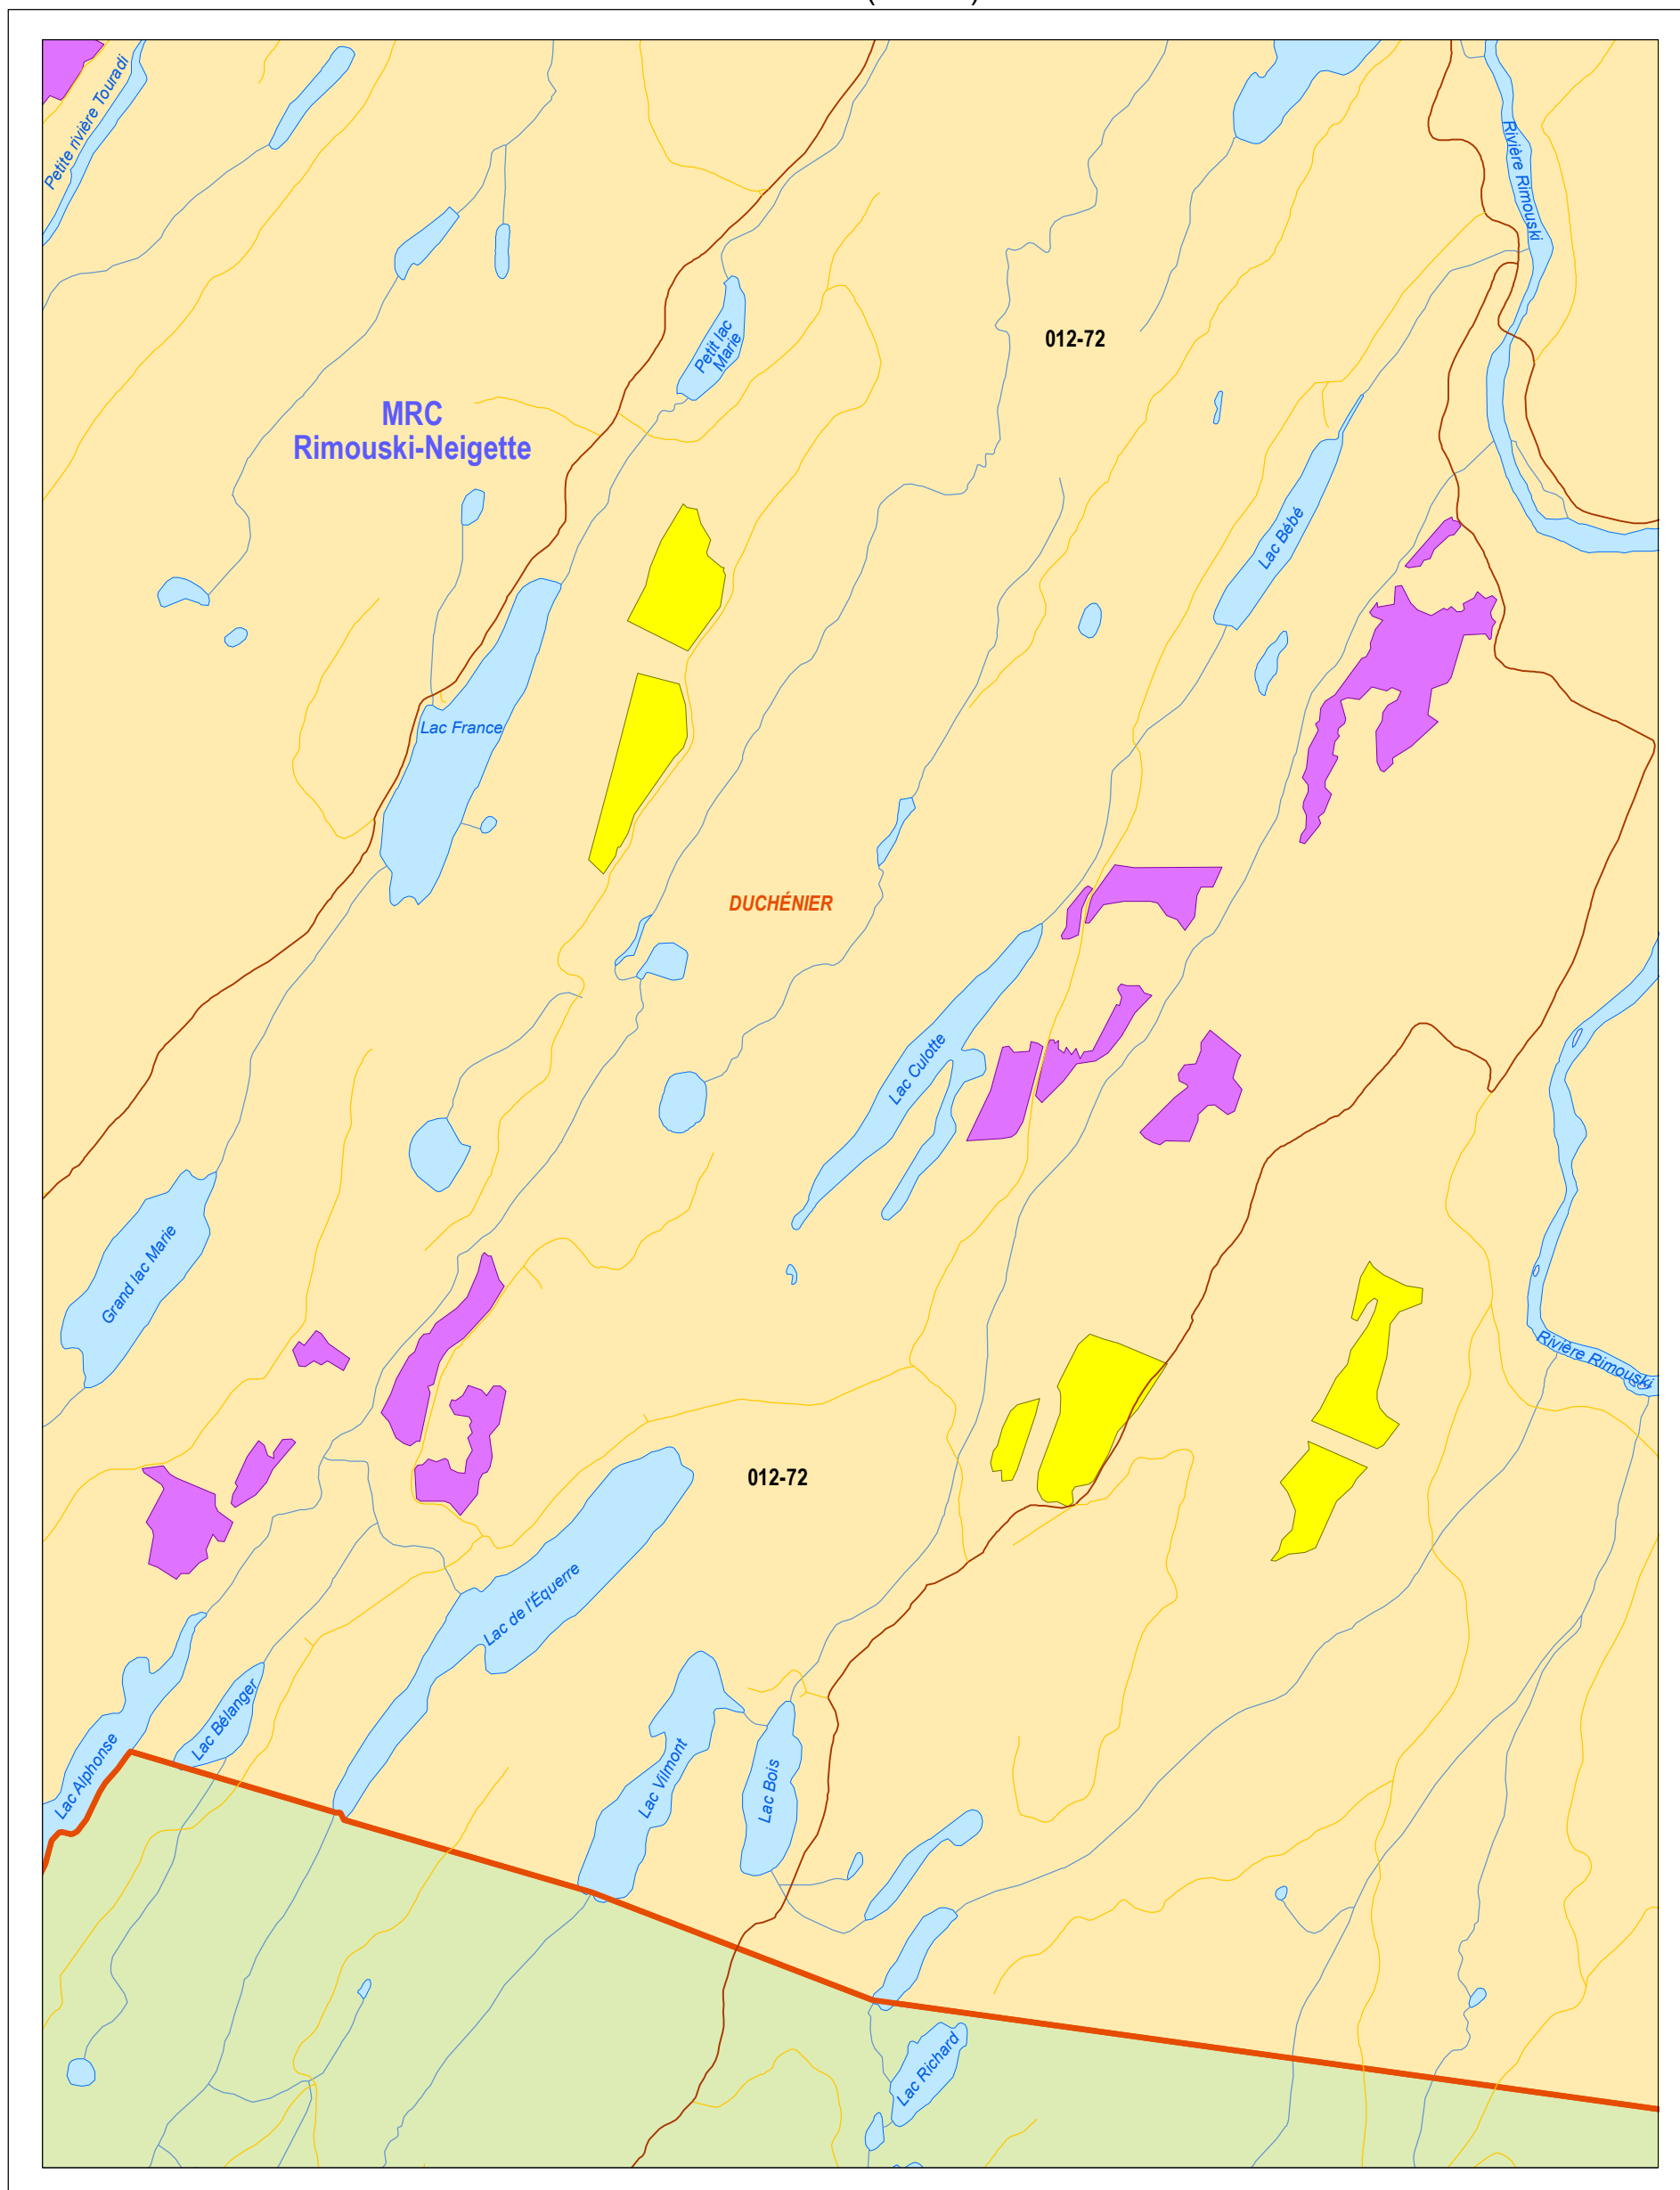 Petite rivière Touradi
Rivière Rimouski
Petit lac
Marie
012-72
MRC
Rimouski-Neigette
Lac Bébé
Lac France
DUCHÉNIER
Lac Culotte
Grand lac Marie
Rivière Rimouski
012-72
Lac de l'Équerre
Lac Bélanger
Lac Alphonse
Lac Vilmont
Lac Bois
Lac Richard